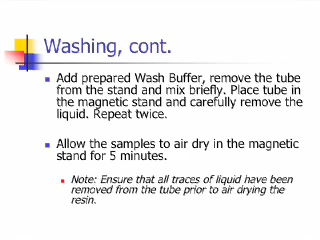 Washing, cont.
Add prepared Wash Buffer, remove the tube
from the stand and mix briefly. Place tube in
the magnetic stand and carefully remove the
liquid. Repeat twice.
Allow the samples to air dry in the magnetic
stand for 5 minutes.
Note: Ensure that all traces of liquid have been
removed from the tube prior to air drying the
resin.